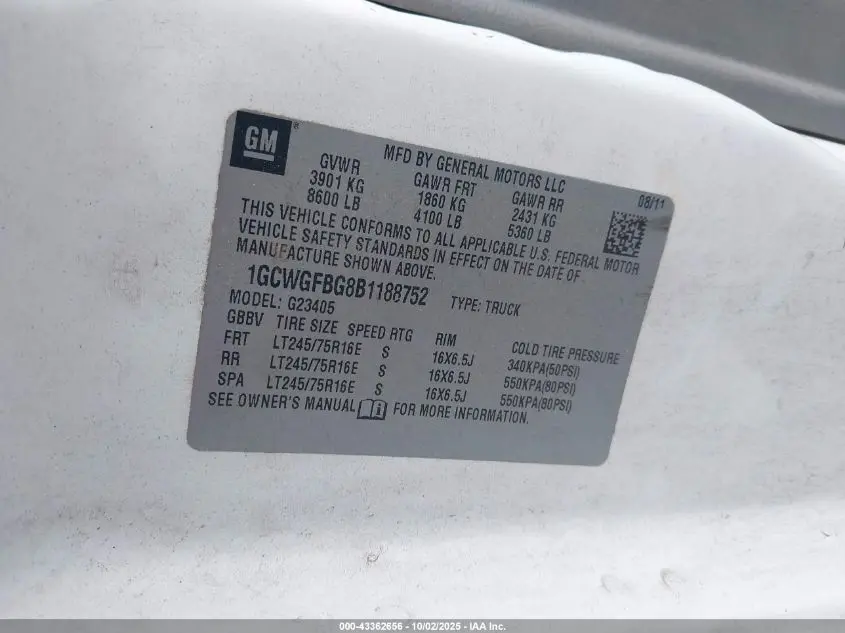 GM ®
MFD BY GENERAL MOTORS LLC
08/11
GVWR GAWR FRT GAWR RR
3901 KG 1860 KG 2431 KG
8600 LB 4100 LB 5360 LB
THIS VEHICLE CONFORMS TO ALL APPLICABLE U.S. FEDERAL MOTOR
VEHICLE SAFETY STANDARDS IN EFFECT ON THE DATE OF
MANUFACTURE SHOWN ABOVE.
1GCWGFBG8B1188752 TYPE: TRUCK
MODEL: G23405
GBBV TIRE SIZE SPEED RTG RIM COLD TIRE PRESSURE
FRT LT245/75R16E S 16X6.5J 340KPA(50PSI)
RR LT245/75R16E S 16X6.5J 550KPA(80PSI)
SPA LT245/75R16E S 16X6.5J 550KPA(80PSI)
SEE OWNER'S MANUAL FOR MORE INFORMATION.
000-43362656 - 10/02/2025 - IAA Inc.